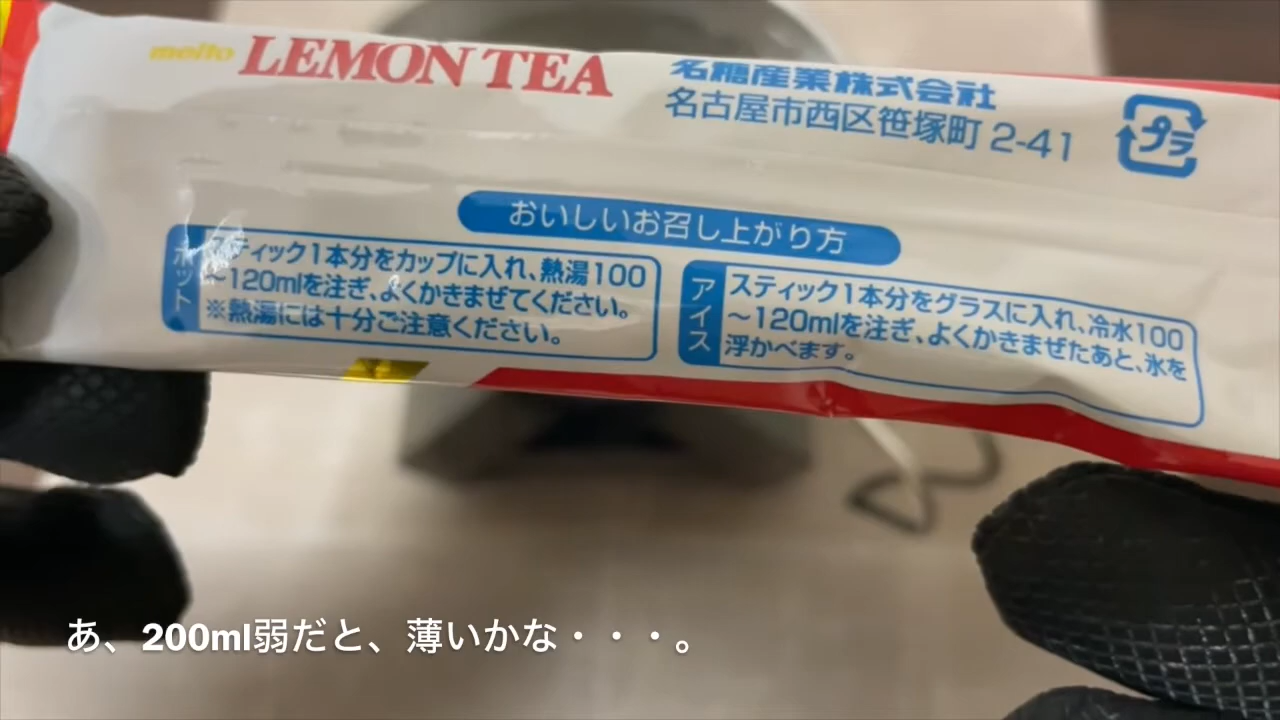 meito LEMON TEA
名糖産業株式会社
名古屋市西区笹塚町 2-41
プラ
おいしいお召し上がり方
ホット
スティック1本分をカップに入れ、熱湯100
〜120mlを注ぎ、よくかきまぜてください。
※熱湯には十分ご注意ください。
アイス
スティック1本分をグラスに入れ、冷水100
〜120mlを注ぎ、よくかきまぜたあと、氷を
浮かべます。
あ、200ml弱だと、薄いかな・・・。